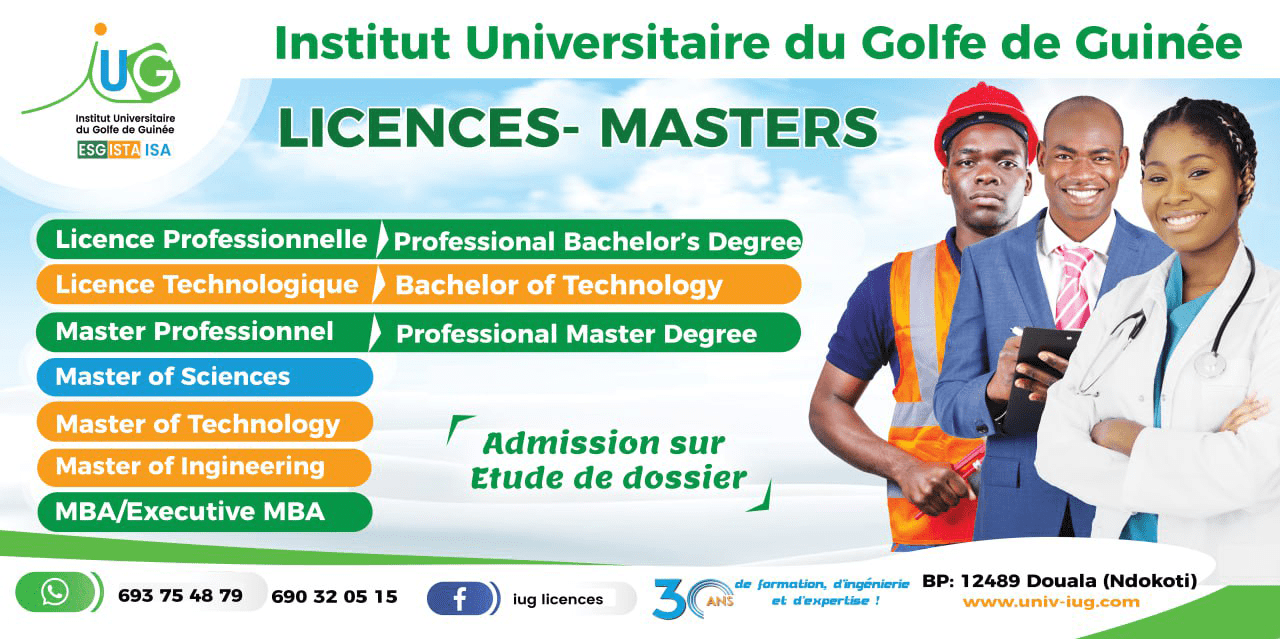 iUG
Institut Universitaire
du Golfe de Guinée
ESG ISTA ISA
Institut Universitaire du Golfe de Guinée
LICENCES- MASTERS
Licence Professionnelle Professional Bachelor's Degree
Licence Technologique Bachelor of Technology
Master Professionnel Professional Master Degree
Master of Sciences
Master of Technology
Master of Ingineering
MBA/Executive MBA
Admission sur
Etude de dossier
693 75 48 79 690 32 05 15
iug licences
30 ANS
de formation, d'ingénierie
et d'expertise !
BP: 12489 Douala (Ndokoti)
www.univ-iug.com